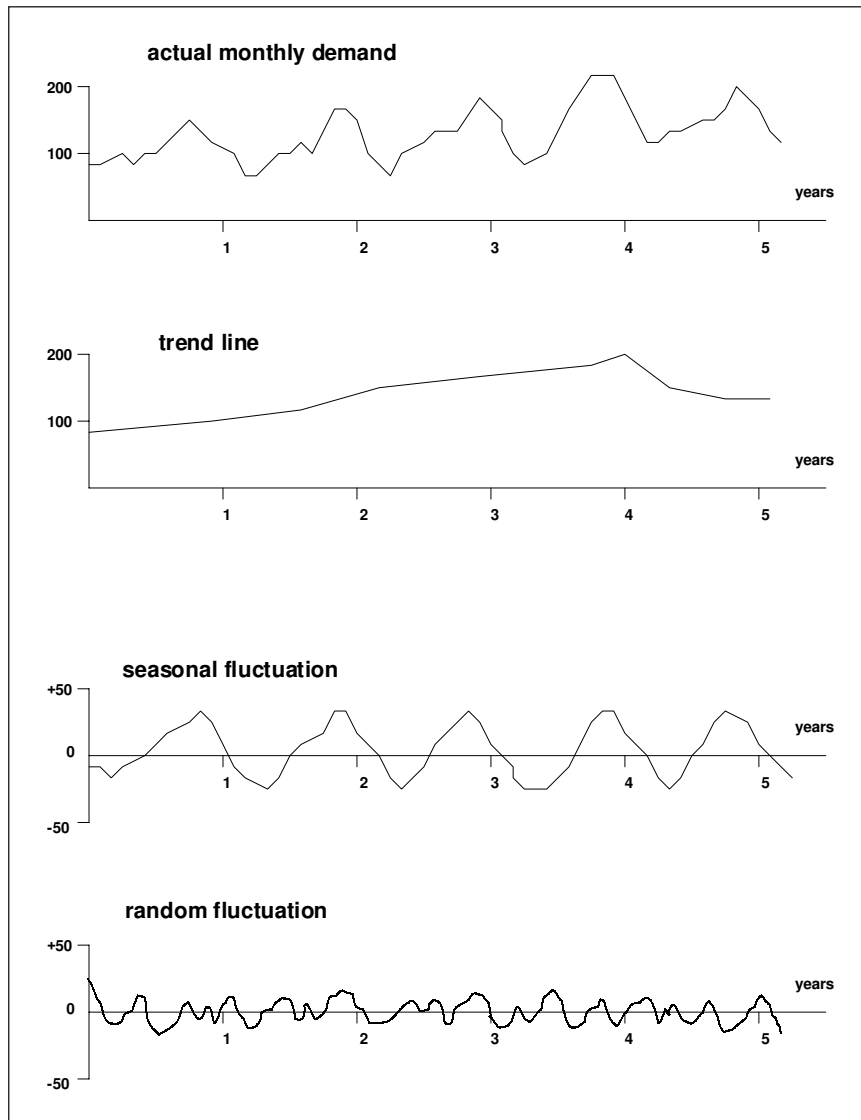 actual monthly demand
200
100
years
1 2 3 4 5
trend line
200
100
years
1 2 3 4 5
seasonal fluctuation
+50
years
0
1 2 3 4 5
-50
random fluctuation
+50
years
0
1 2 3 4 5
-50